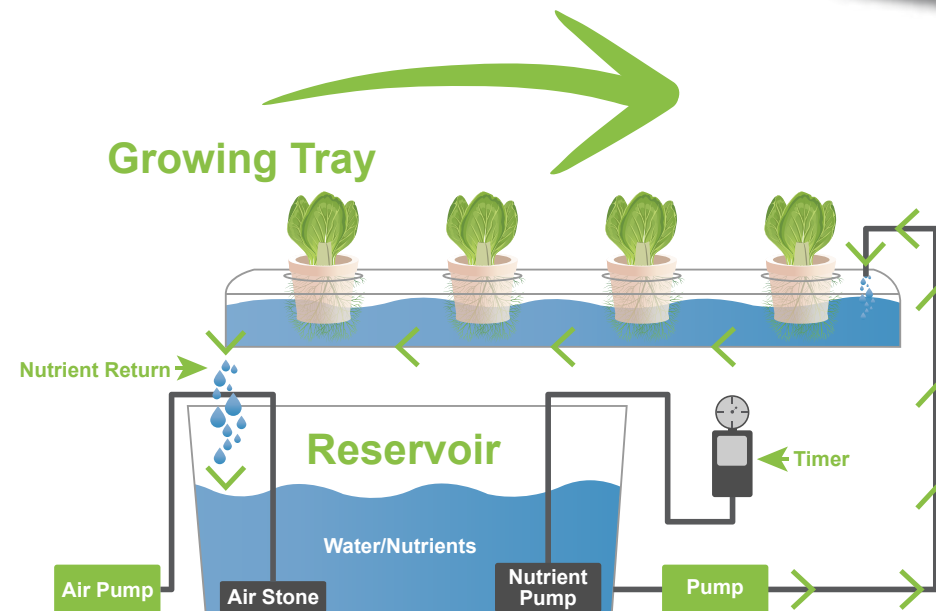 Growing Tray
Nutrient Return
Reservoir
Timer
Water/Nutrients
Air Pump
Air Stone
Nutrient
Pump
Pump